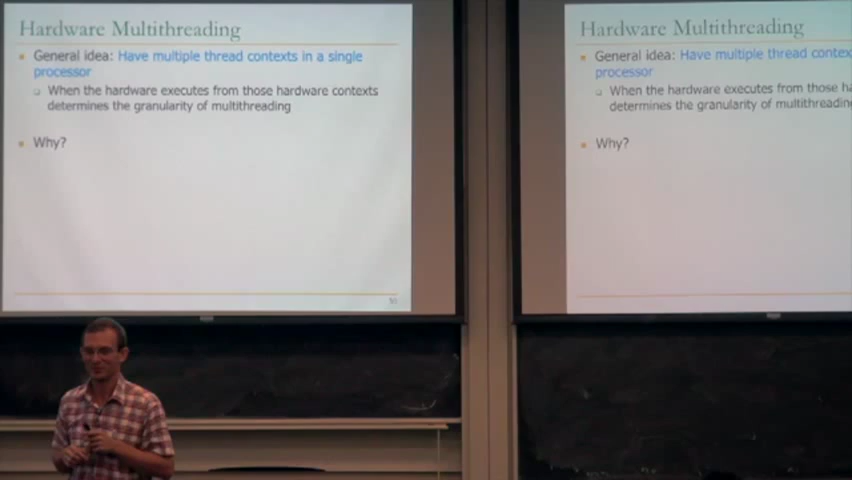 Hardware Multithreading
General idea: Have multiple thread contexts in a single
processor
When the hardware executes from those hardware contexts
determines the granularity of multithreading
Why?
Hardware Multithreading
General idea: Have multiple thread contex
processor
When the hardware executes from those ha
determines the granularity of multithreading
Why?